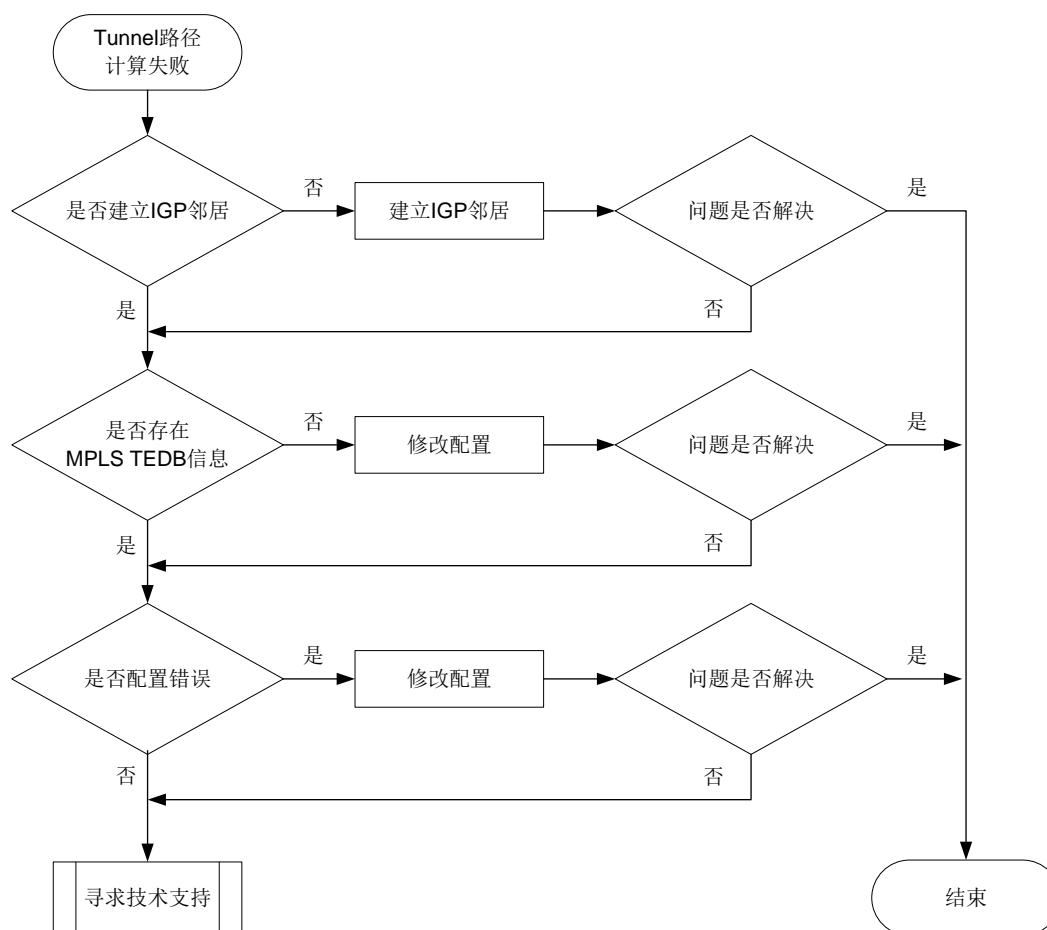 Tunnel路径
计算失败
是否建立IGP邻居
否
建立IGP邻居
问题是否解决
是
是
否
是否存在
MPLS TEDB信息
否
修改配置
问题是否解决
是
是
否
是否配置错误
是
修改配置
问题是否解决
是
否
否
寻求技术支持
结束